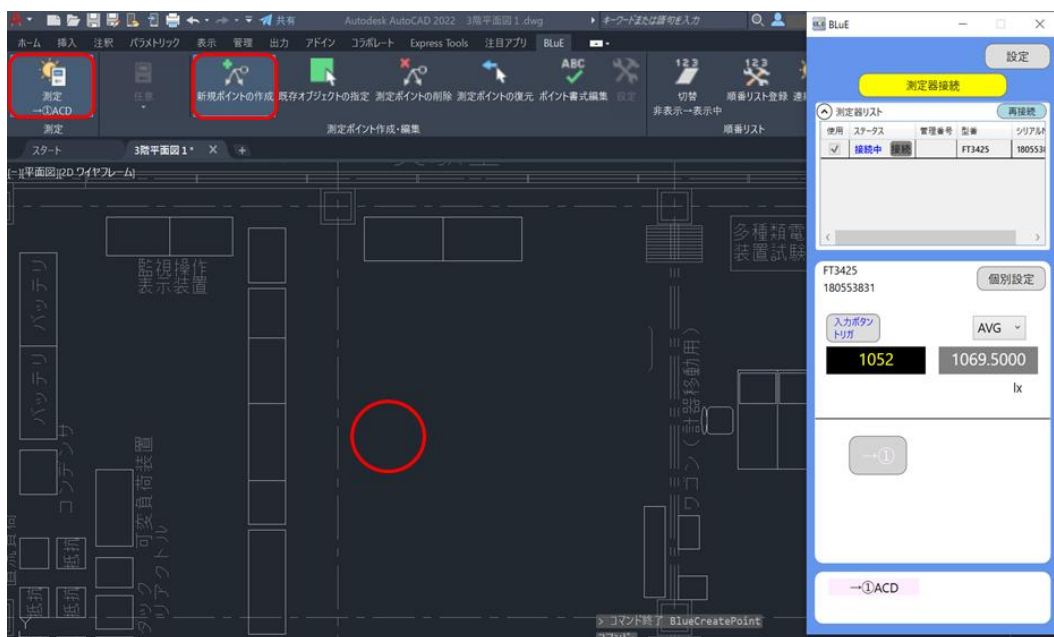 共有
Autodesk AutoCAD 2022 3階平面図1.dwg
キーワードまたは語句を入力
ホーム 挿入 注釈 パラメトリック 表示 管理 出力 アドイン コラボレート Express Tools 注目アプリ BLuE
測定
→①ACD
任意
新規ポイントの作成
既存オブジェクトの指定
測定ポイントの削除
測定ポイントの復元
ABC
ポイント書式編集
設定
123
切替
非表示→表示中
123
順番リスト登録
測定
測定ポイント作成・編集
順番リスト
スタート
3階平面図1*
[−][平面図][2D ワイヤフレーム]
監視操作
表示装置
多種類電
装置試験
バッテリ
バッテリ
コンデンサ
可変負荷装置
抵抗
抵抗
抵抗
ワゴン(計器移動用)
コマンド終了 BlueCreatePoint
BLuE
設定
測定器接続
測定器リスト
再接続
使用 ステータス 管理番号 型番
接続中 接続 FT3425
FT3425
180553831
個別設定
入力ボタン
トリガ
AVG
1052
1069.5000
lx
→①
→①ACD